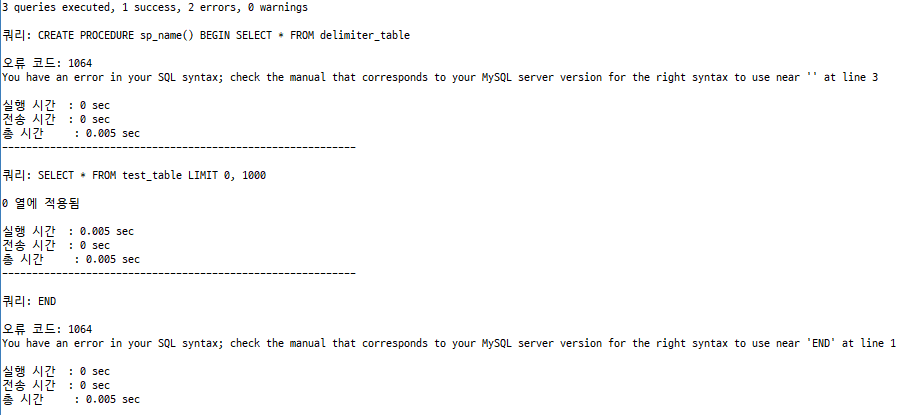 3 queries executed, 1 success, 2 errors, 0 warnings
쿼리: CREATE PROCEDURE sp_name() BEGIN SELECT * FROM delimiter_table
오류 코드: 1064
You have an error in your SQL syntax; check the manual that corresponds to your MySQL server version for the right syntax to use near '' at line 3
실행 시간 : 0 sec
전송 시간 : 0 sec
총 시간 : 0.005 sec
-----------------------------------------------------------
쿼리: SELECT * FROM test_table LIMIT 0, 1000
0 열에 적용됨
실행 시간 : 0.005 sec
전송 시간 : 0 sec
총 시간 : 0.005 sec
-----------------------------------------------------------
쿼리: END
오류 코드: 1064
You have an error in your SQL syntax; check the manual that corresponds to your MySQL server version for the right syntax to use near 'END' at line 1
실행 시간 : 0 sec
전송 시간 : 0 sec
총 시간 : 0.005 sec